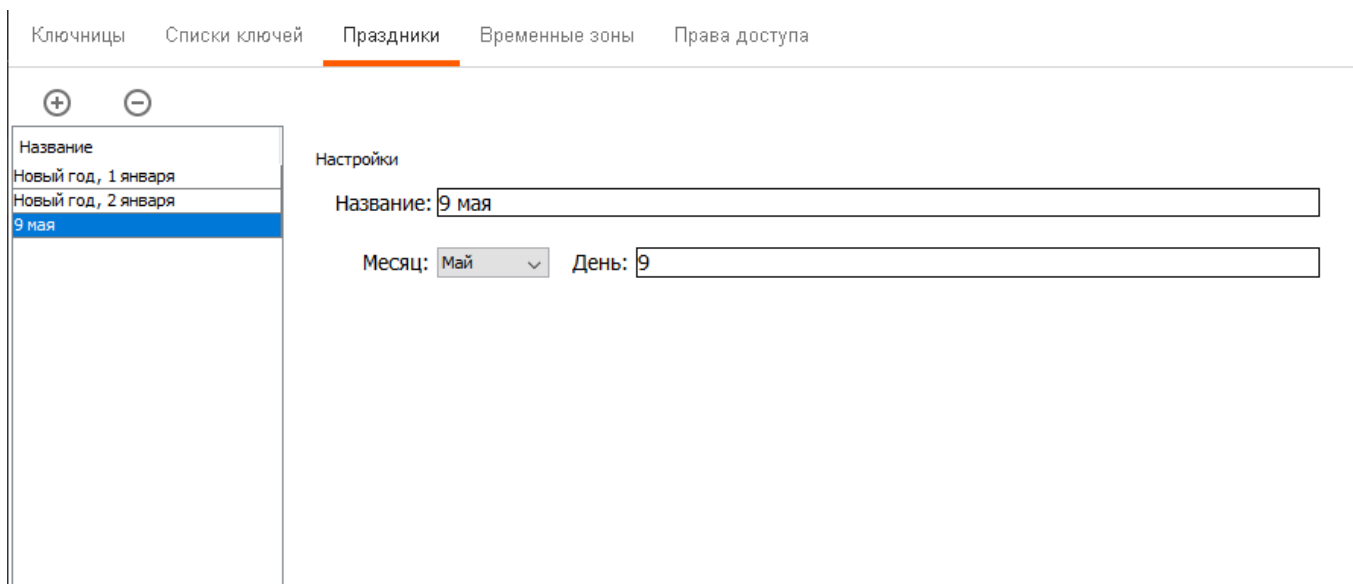 Ключницы Списки ключей Праздники Временные зоны Права доступа
Название
Новый год, 1 января
Новый год, 2 января
9 мая
Настройки
Название: 9 мая
Месяц: Май День: 9